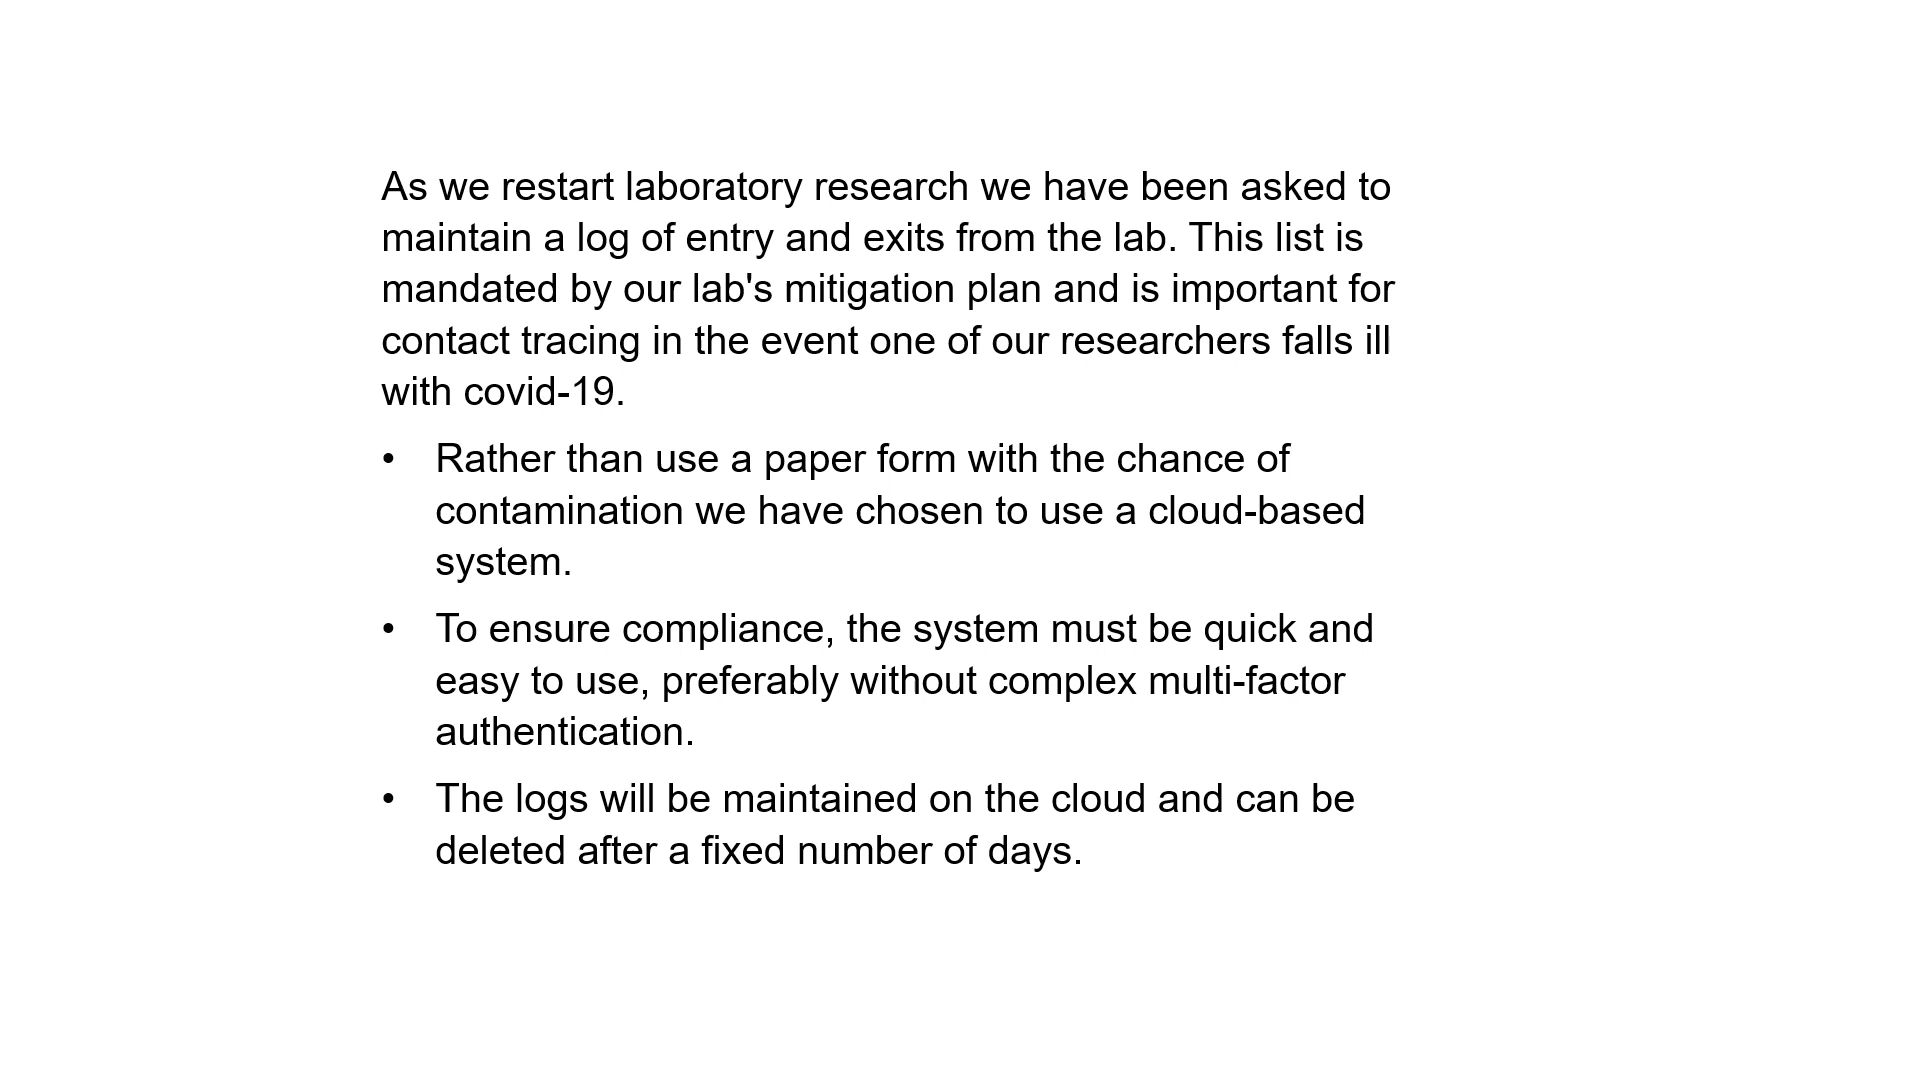 As we restart laboratory research we have been asked to
maintain a log of entry and exits from the lab. This list is
mandated by our lab's mitigation plan and is important for
contact tracing in the event one of our researchers falls ill
with covid-19.
• Rather than use a paper form with the chance of
contamination we have chosen to use a cloud-based
system.
• To ensure compliance, the system must be quick and
easy to use, preferably without complex multi-factor
authentication.
• The logs will be maintained on the cloud and can be
deleted after a fixed number of days.